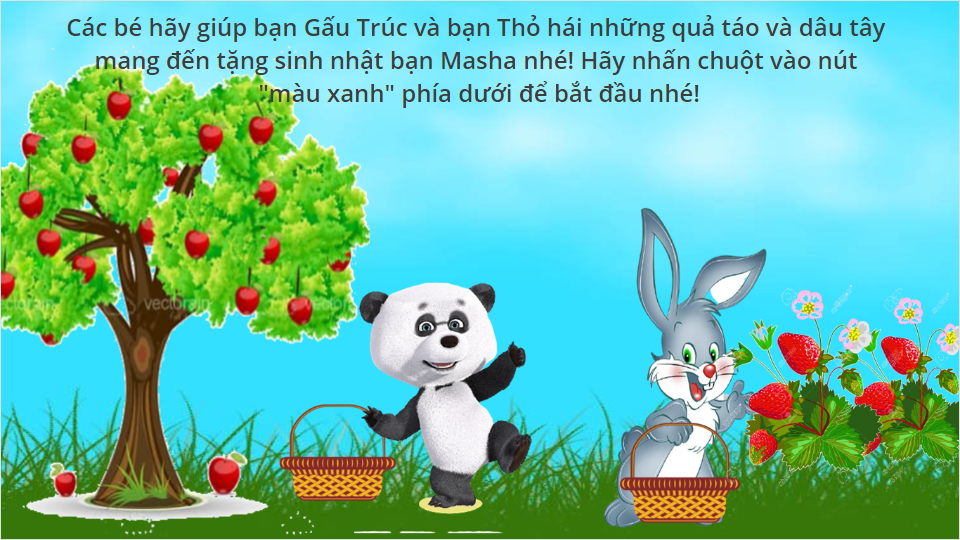 Các bé hãy giúp bạn Gấu Trúc và bạn Thỏ hái những quả táo và dâu tây
mang đến tặng sinh nhật bạn Masha nhé! Hãy nhấn chuột vào nút
"màu xanh" phía dưới để bắt đầu nhé!